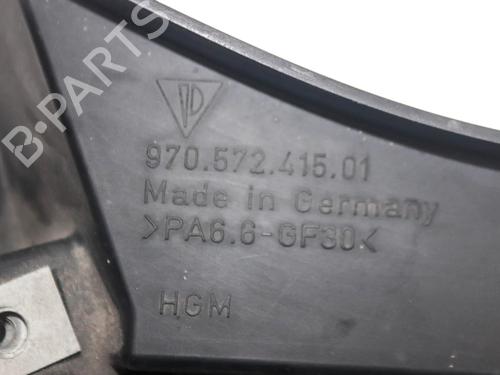 B-PARTS
970.572.415.01
Made in Germany
>PA6.6-GF30<
HGM